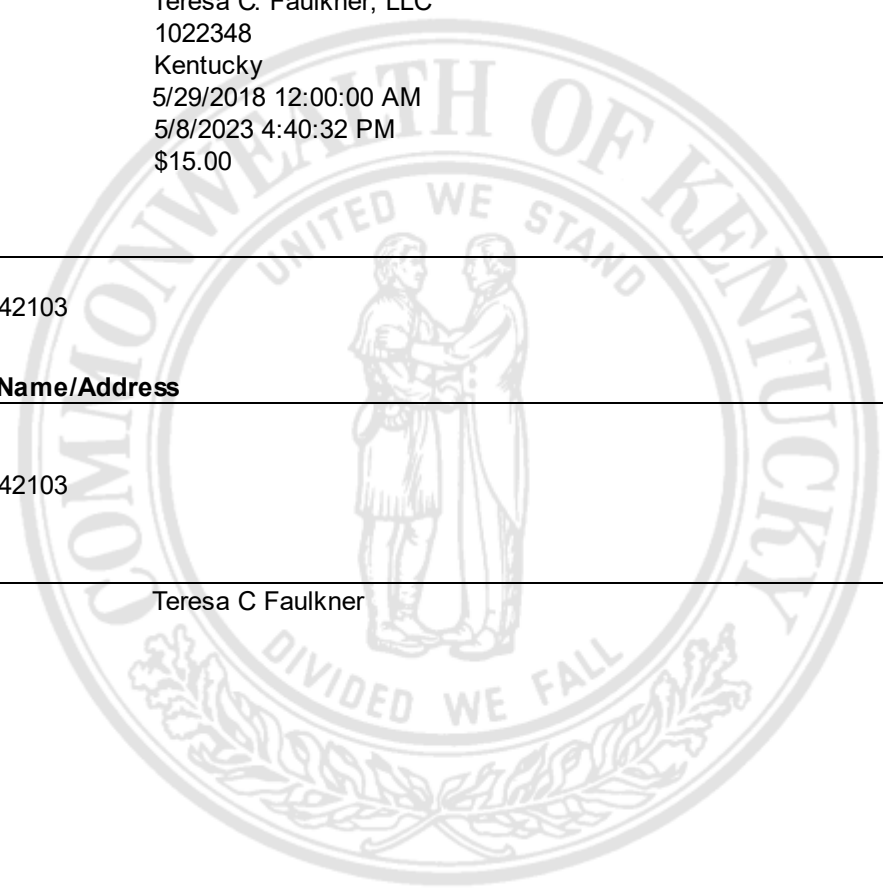 Teresa C. Faulkner, LLC
1022348
Kentucky
5/29/2018 12:00:00 AM
5/8/2023 4:40:32 PM
$15.00
COMMONWEALTH OF KENTUCKY
UNITED WE STAND
42103
Name/Address
42103
Teresa C Faulkner
DIVIDED WE FALL